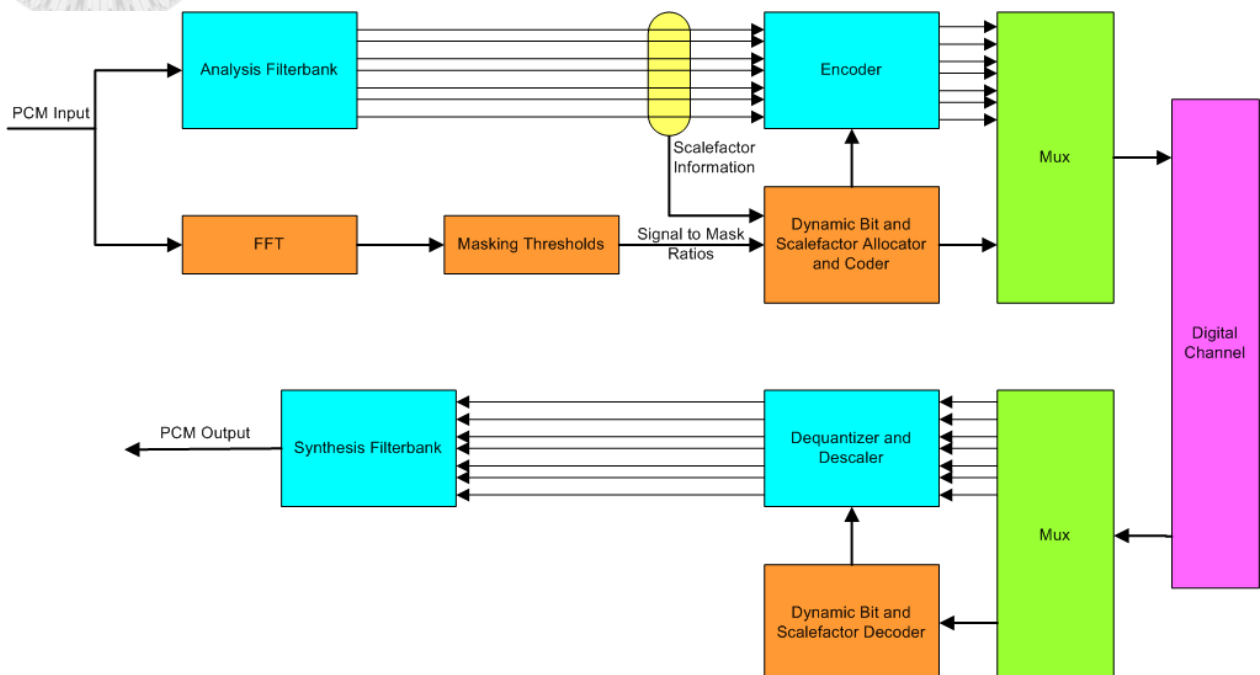 Analysis Filterbank
Encoder
PCM Input
Mux
Scalefactor
Information
FFT
Masking Thresholds
Signal to Mask
Ratios
Dynamic Bit and
Scalefactor Allocator
and Coder
Digital
Channel
PCM Output
Synthesis Filterbank
Dequantizer and
Descaler
Mux
Dynamic Bit and
Scalefactor Decoder